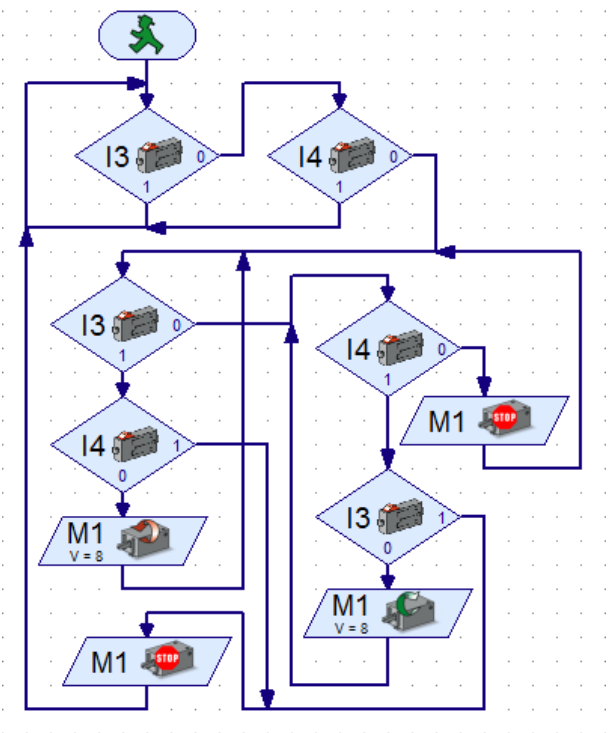 I3 0
1
I4 0
1
I3 0
1
I4 0
1
I4 1
0
M1 STOP
I3 1
0
M1
V = 8
M1
V = 8
M1 STOP